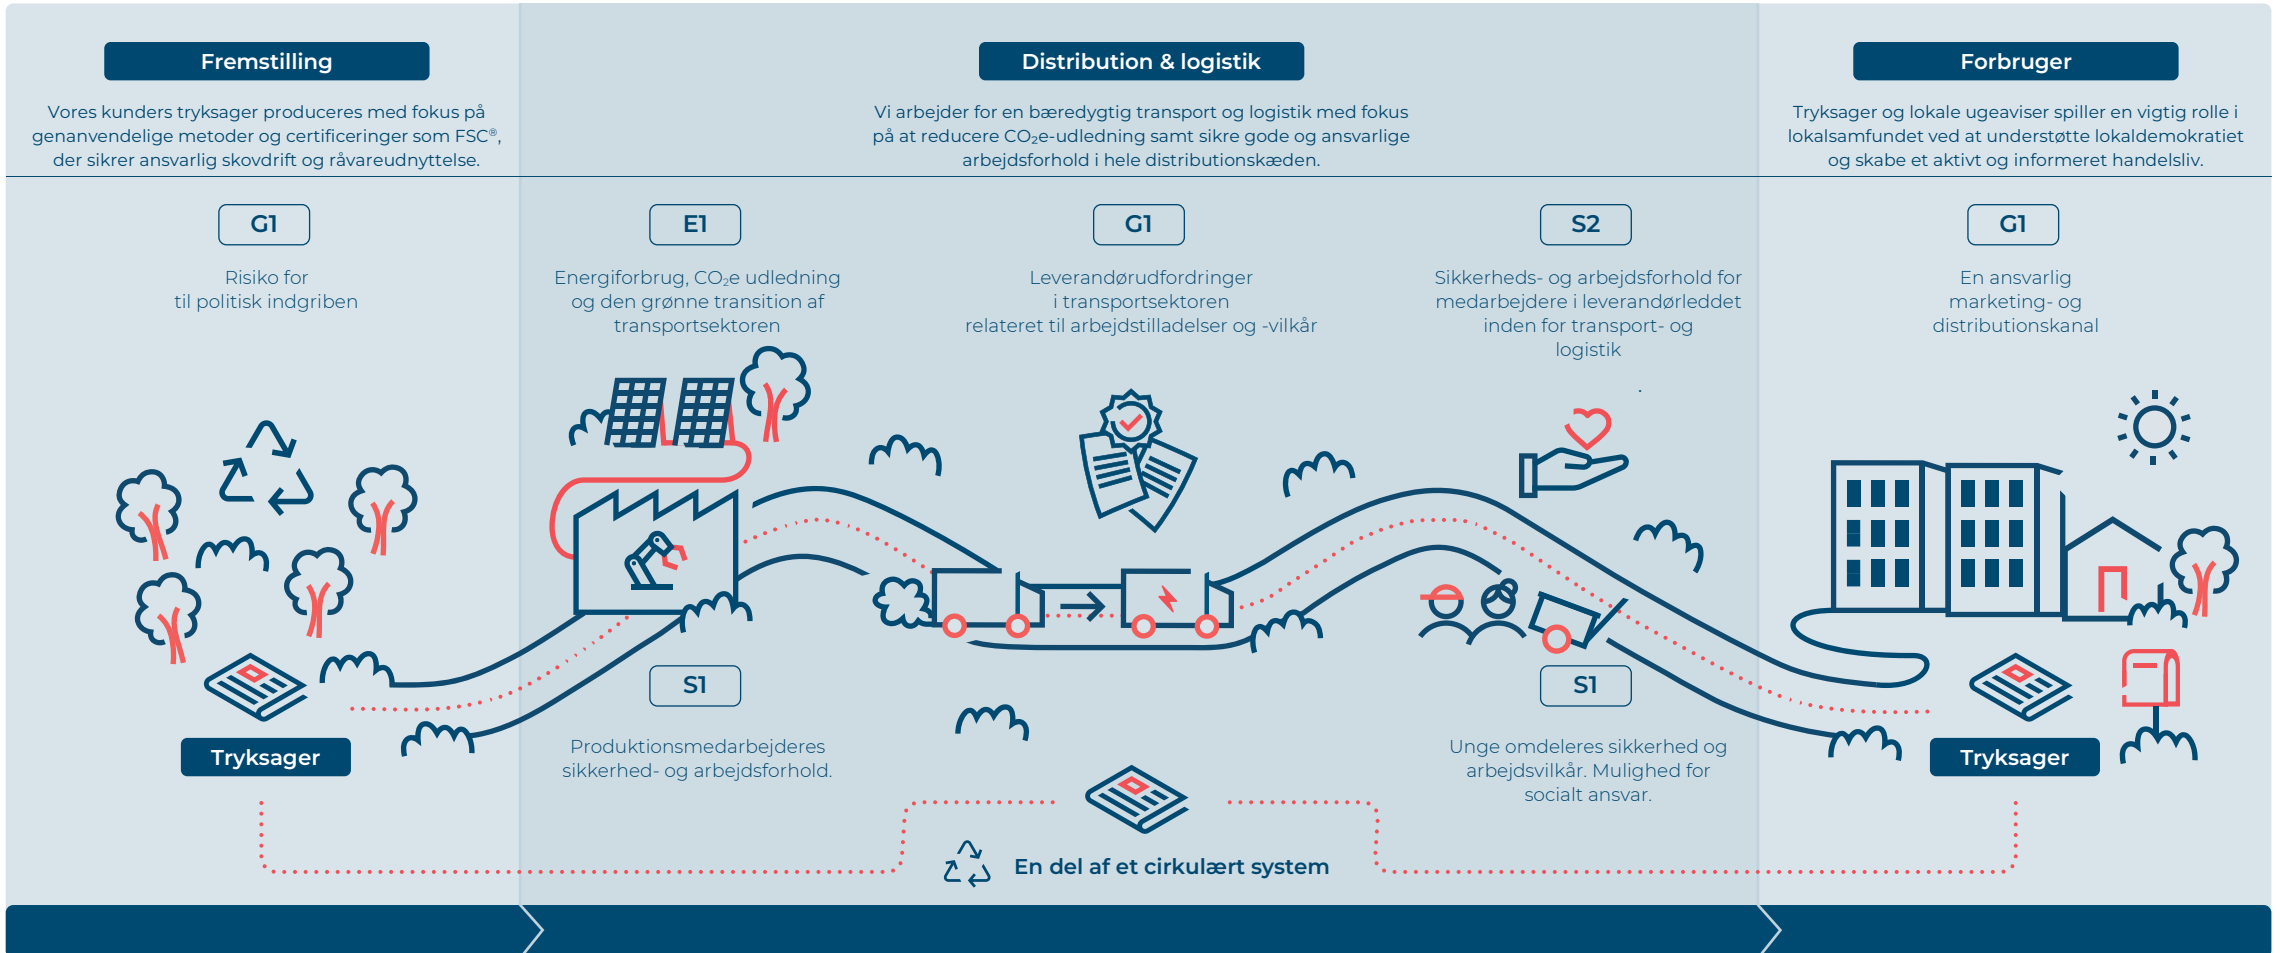 Fremstilling
Vores kunders tryksager produceres med fokus på
genanvendelige metoder og certificeringer som FSC®,
der sikrer ansvarlig skovdrift og råvareudnyttelse.
Distribution & logistik
Vi arbejder for en bæredygtig transport og logistik med fokus
på at reducere CO₂e-udledning samt sikre gode og ansvarlige
arbejdsforhold i hele distributionskæden.
Forbruger
Tryksager og lokale ugeaviser spiller en vigtig rolle i
lokalsamfundet ved at understøtte lokaldemokratiet
og skabe et aktivt og informeret handelsliv.
G1
Risiko for
til politisk indgriben
E1
Energiforbrug, CO₂e udledning
og den grønne transition af
transportsektoren
G1
Leverandørudfordringer
i transportsektoren
relateret til arbejdstilladelser og -vilkår
S2
Sikkerheds- og arbejdsforhold for
medarbejdere i leverandørleddet
inden for transport- og
logistik
.
G1
En ansvarlig
marketing- og
distributionskanal
Tryksager
S1
Produktionsmedarbejderes
sikkerhed- og arbejdsforhold.
S1
Unge omdeleres sikkerhed og
arbejdsvilkår. Mulighed for
socialt ansvar.
Tryksager
En del af et cirkulært system